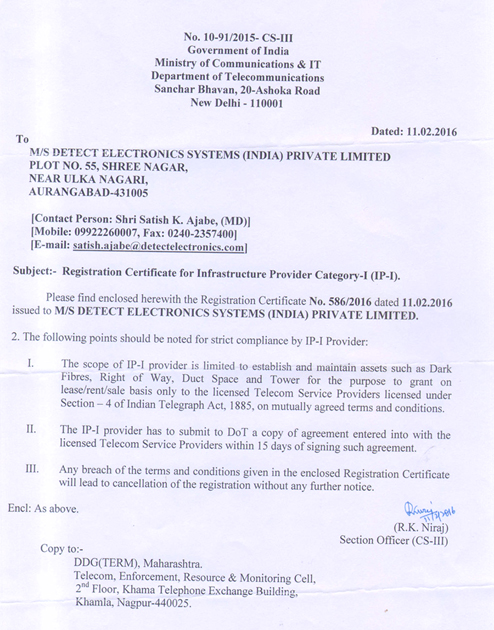 No. 10-91/2015- CS-III
Government of India
Ministry of Communications & IT
Department of Telecommunications
Sanchar Bhavan, 20-Ashoka Road
New Delhi - 110001
Dated: 11.02.2016
To
M/S DETECT ELECTRONICS SYSTEMS (INDIA) PRIVATE LIMITED
PLOT NO. 55, SHREE NAGAR,
NEAR ULKA NAGARI,
AURANGABAD-431005
[Contact Person: Shri Satish K. Ajabe, (MD)]
[Mobile: 09922260007, Fax: 0240-2357400]
[E-mail: satish.ajabe@detectelectronics.com]
Subject:- Registration Certificate for Infrastructure Provider Category-I (IP-I).
Please find enclosed herewith the Registration Certificate No. 586/2016 dated 11.02.2016
issued to M/S DETECT ELECTRONICS SYSTEMS (INDIA) PRIVATE LIMITED.
2. The following points should be noted for strict compliance by IP-I Provider:
I. The scope of IP-I provider is limited to establish and maintain assets such as Dark
Fibres, Right of Way, Duct Space and Tower for the purpose to grant on
lease/rent/sale basis only to the licensed Telecom Service Providers licensed under
Section – 4 of Indian Telegraph Act, 1885, on mutually agreed terms and conditions.
II. The IP-I provider has to submit to DoT a copy of agreement entered into with the
licensed Telecom Service Providers within 15 days of signing such agreement.
III. Any breach of the terms and conditions given in the enclosed Registration Certificate
will lead to cancellation of the registration without any further notice.
Encl: As above.
(R.K. Niraj)
Section Officer (CS-III)
Copy to:-
DDG(TERM), Maharashtra.
Telecom, Enforcement, Resource & Monitoring Cell,
2nd Floor, Khama Telephone Exchange Building,
Khamla, Nagpur-440025.